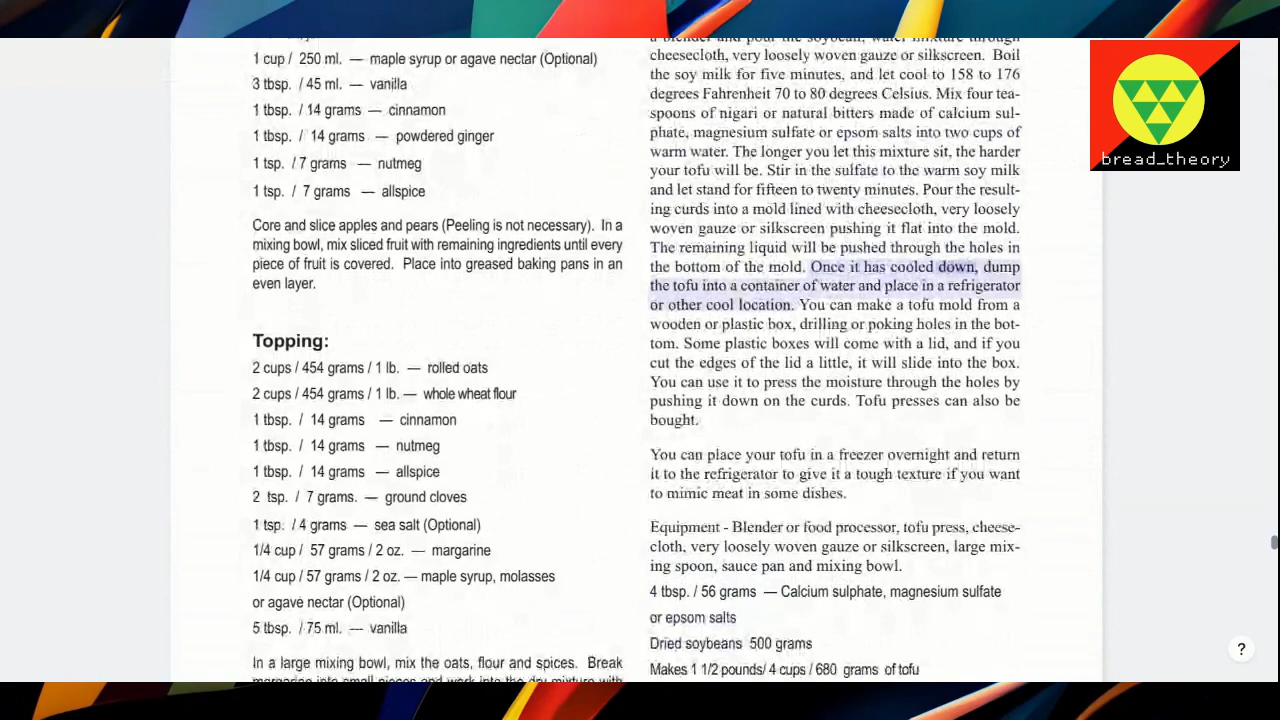 1 cup / 250 ml. — maple syrup or agave nectar (Optional)
3 tbsp. / 45 ml. — vanilla
1 tbsp / 14 grams — cinnamon
1 tbsp / 14 grams — powdered ginger
1 tsp / 7 grams — nutmeg
1 tsp / 7 grams — allspice
Core and slice apples and pears (Peeling is not necessary). In a
mixing bowl, mix sliced fruit with remaining ingredients until every
piece of fruit is covered. Place into greased baking pans in an
even layer.
Topping:
2 cups / 454 grams / 1 lb. — rolled oats
2 cups / 454 grams / 1 lb. — whole wheat flour
1 tbsp. / 14 grams — cinnamon
1 tbsp. / 14 grams — nutmeg
1 tbsp. / 14 grams — allspice
2 tsp. / 7 grams. — ground cloves
1 tsp. / 4 grams — sea salt (Optional)
1/4 cup / 57 grams / 2 oz. — margarine
1/4 cup / 57 grams / 2 oz. — maple syrup, molasses
or agave nectar (Optional)
5 tbsp. / 75 ml. — vanilla
In a large mixing bowl, mix the oats, flour and spices. Break
margarine into small pieces and work into the dry mixture with
a blender and pour the soybean, water mixture through
cheesecloth, very loosely woven gauze or silkscreen. Boil
the soy milk for five minutes, and let cool to 158 to 176
degrees Fahrenheit 70 to 80 degrees Celsius. Mix four tea-
spoons of nigari or natural bitters made of calcium sul-
phate, magnesium sulfate or epsom salts into two cups of
warm water. The longer you let this mixture sit, the harder
your tofu will be. Stir in the sulfate to the warm soy milk
and let stand for fifteen to twenty minutes. Pour the result-
ing curds into a mold lined with cheesecloth, very loosely
woven gauze or silkscreen pushing it flat into the mold.
The remaining liquid will be pushed through the holes in
the bottom of the mold. Once it has cooled down, dump
the tofu into a container of water and place in a refrigerator
or other cool location. You can make a tofu mold from a
wooden or plastic box, drilling or poking holes in the bot-
tom. Some plastic boxes will come with a lid, and if you
cut the edges of the lid a little, it will slide into the box.
You can use it to press the moisture through the holes by
pushing it down on the curds. Tofu presses can also be
bought.
You can place your tofu in a freezer overnight and return
it to the refrigerator to give it a tough texture if you want
to mimic meat in some dishes.
Equipment - Blender or food processor, tofu press, cheese-
cloth, very loosely woven gauze or silkscreen, large mix-
ing spoon, sauce pan and mixing bowl.
4 tbsp. / 56 grams — Calcium sulphate, magnesium sulfate
or epsom salts
Dried soybeans 500 grams
Makes 1 1/2 pounds/ 4 cups / 680 grams of tofu
bread_theory
?